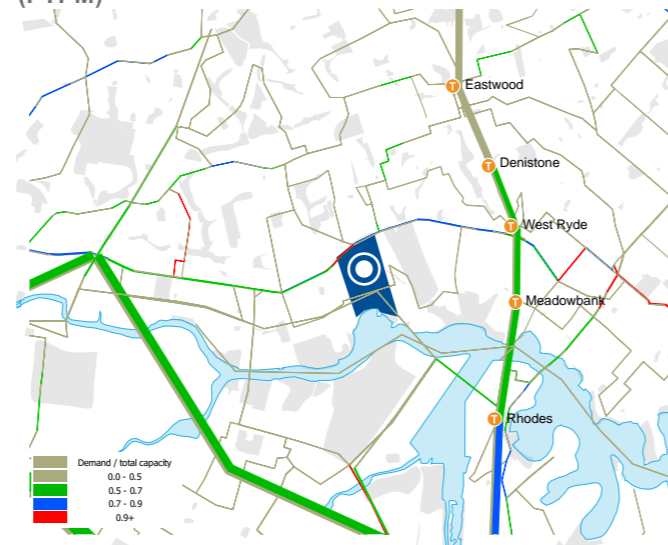 Eastwood
Denistone
West Ryde
Meadowbank
Rhodes
Demand / total capacity
0.0 - 0.5
0.5 - 0.7
0.7 - 0.9
0.9+